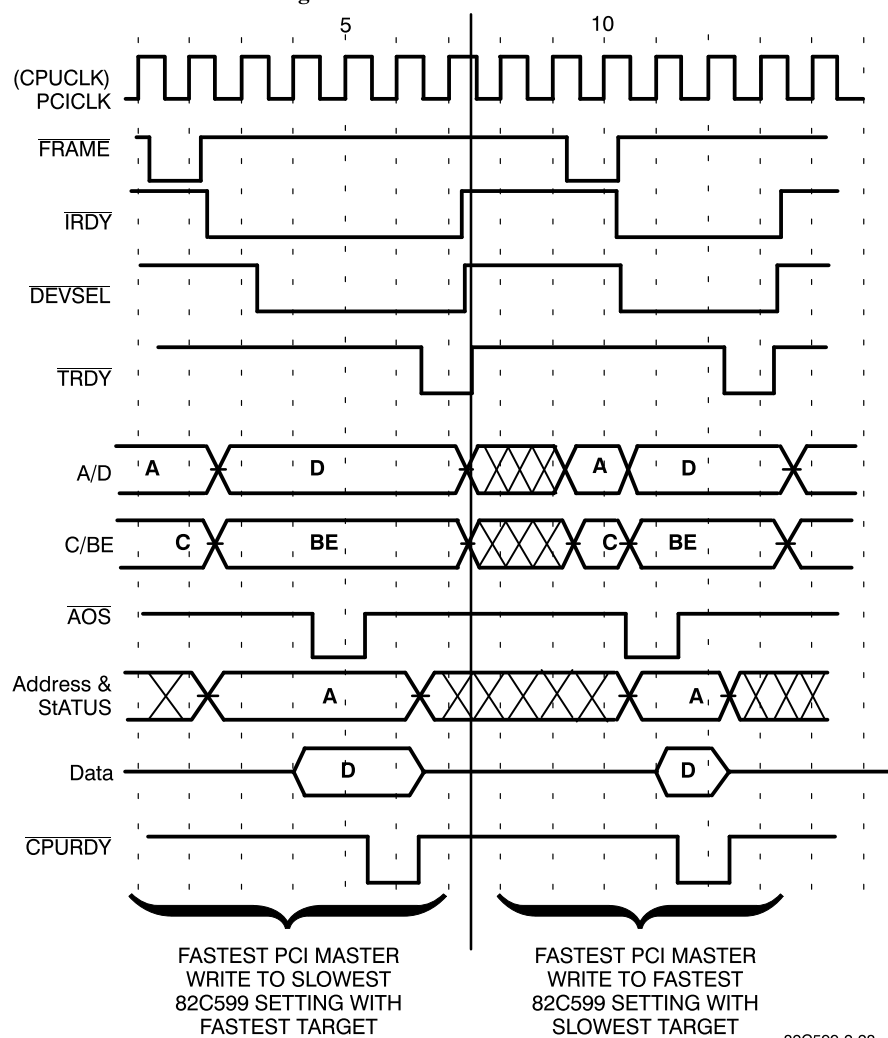 5
10
(CPUCLK)
PCICLK
FRAME
IRDY
DEVSEL
TRDY
A/D
A
D
A
D
C/BE
C
BE
C
BE
AOS
Address &
StATUS
A
A
Data
D
D
CPURDY
FASTEST PCI MASTER
WRITE TO SLOWEST
82C599 SETTING WITH
FASTEST TARGET
FASTEST PCI MASTER
WRITE TO FASTEST
82C599 SETTING WITH
SLOWEST TARGET